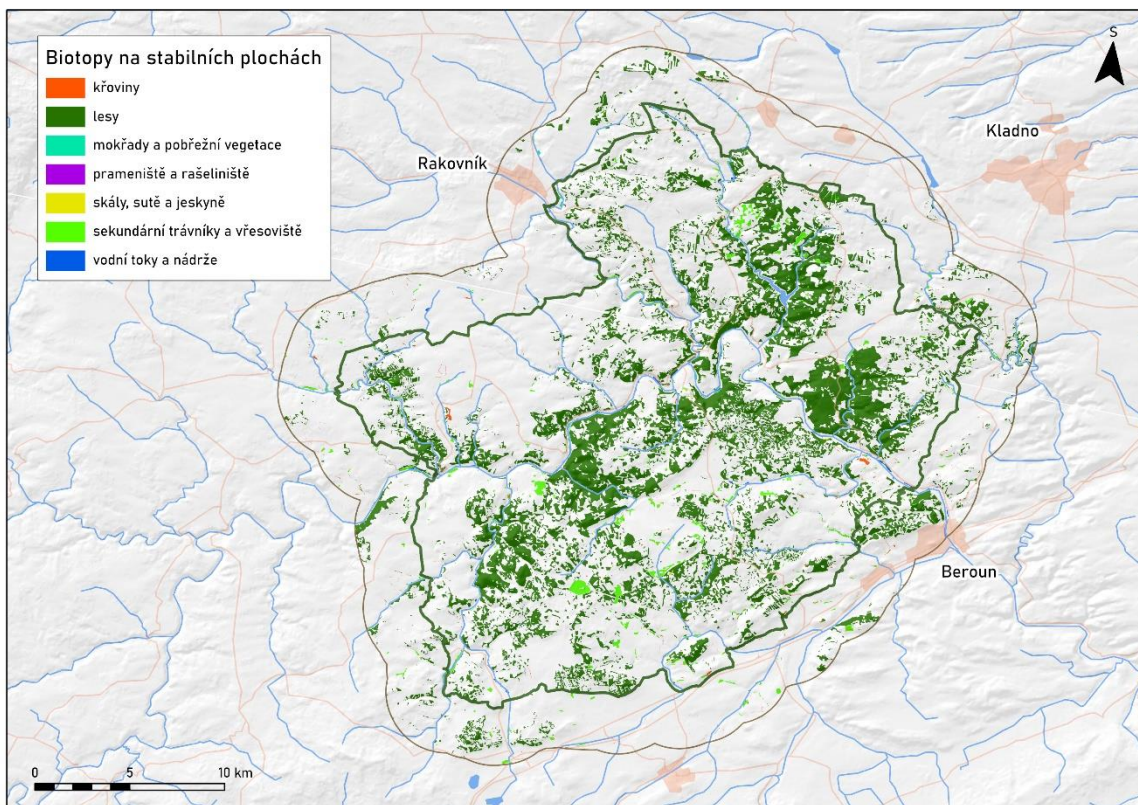 Biotopy na stabilních plochách
křoviny
lesy
mokřady a pobřežní vegetace
prameniště a rašeliniště
skály, sutě a jeskyně
sekundární trávníky a vřesoviště
vodní toky a nádrže
S
Kladno
Rakovník
Beroun
0 5 10 km